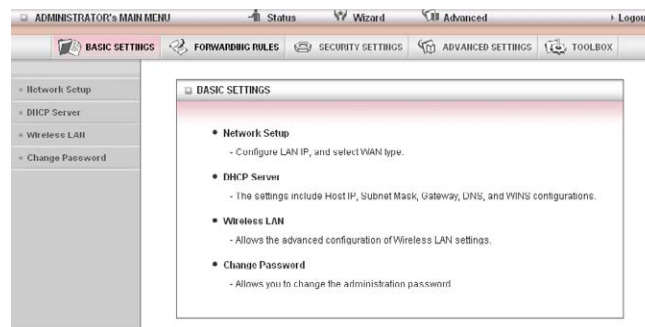 ADMINISTRATOR's MAIN MENU Status Wizard Advanced Logou
BASIC SETTINGS FORWARDING RULES SECURITY SETTINGS ADVANCED SETTINGS TOOLBOX
Network Setup
DHCP Server
Wireless LAN
Change Password
BASIC SETTINGS
Network Setup
- Configure LAN IP, and select WAN type.
DHCP Server
- The settings include Host IP, Subnet Mask, Gateway, DNS, and WINS configurations.
Wireless LAN
- Allows the advanced configuration of Wireless LAN settings.
Change Password
- Allows you to change the administration password